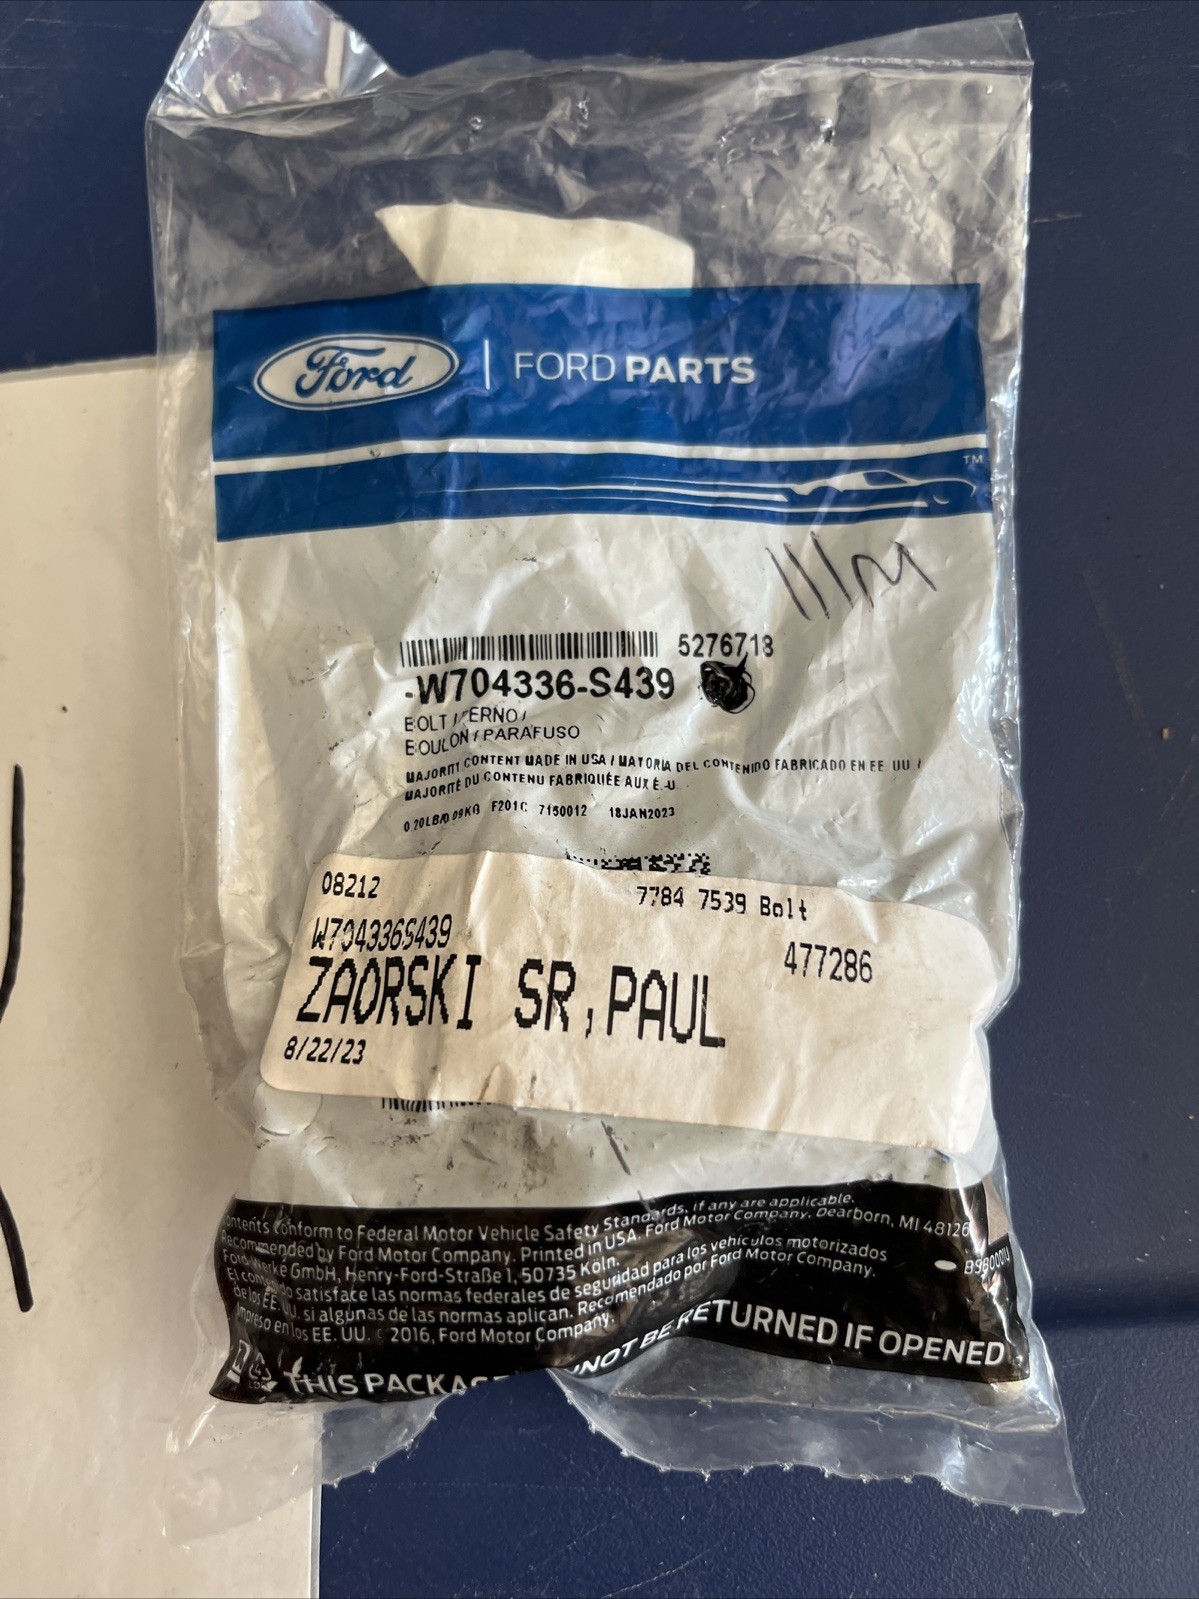 Ford | FORD PARTS
TM
5276718
-W704336-S439
BOLT / PERNO /
BOULON / PARAFUSO
MAJORITY CONTENT MADE IN USA / MAYORIA DEL CONTENIDO FABRICADO EN EE UU /
MAJORITÉ DU CONTENU FABRIQUÉE AUX É.-U.
0.20LB/0.09KG F201C 7150012 18JAN2023
08212 7784 7539 Bolt
W704336S439 477286
ZAORSKI SR, PAUL
8/22/23
contents conform to Federal Motor Vehicle Safety Standards, if any are applicable.
Recommended by Ford Motor Company. Printed in USA. Ford Motor Company, Dearborn, MI 48126
Ford-Werke GmbH, Henry-Ford-Straße 1, 50735 Köln.
El contenido satisface las normas federales de seguridad para los vehículos motorizados
de los EE. UU. si algunas de las normas aplican. Recomendado por Ford Motor Company.
Impreso en los EE. UU. © 2016, Ford Motor Company.
THIS PACKAGE NOT BE RETURNED IF OPENED